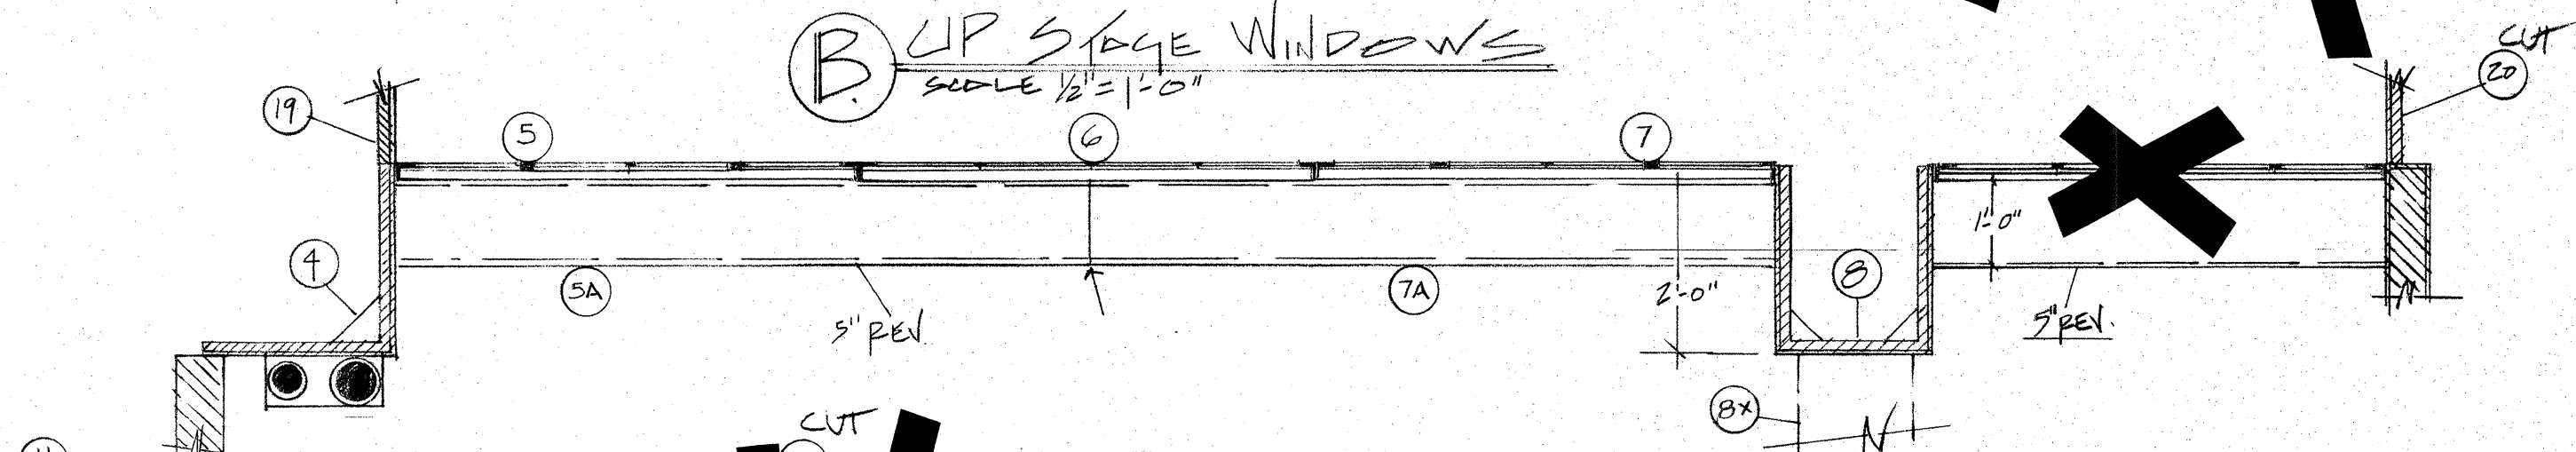 B. UP STAGE WINDOWS
SCALE 1/2"=1'-0"
CUT
20
19
5
6
7
4
8
1'-0"
5A
7A
2'-0"
5" REV.
5" REV.
8X
CUT
N